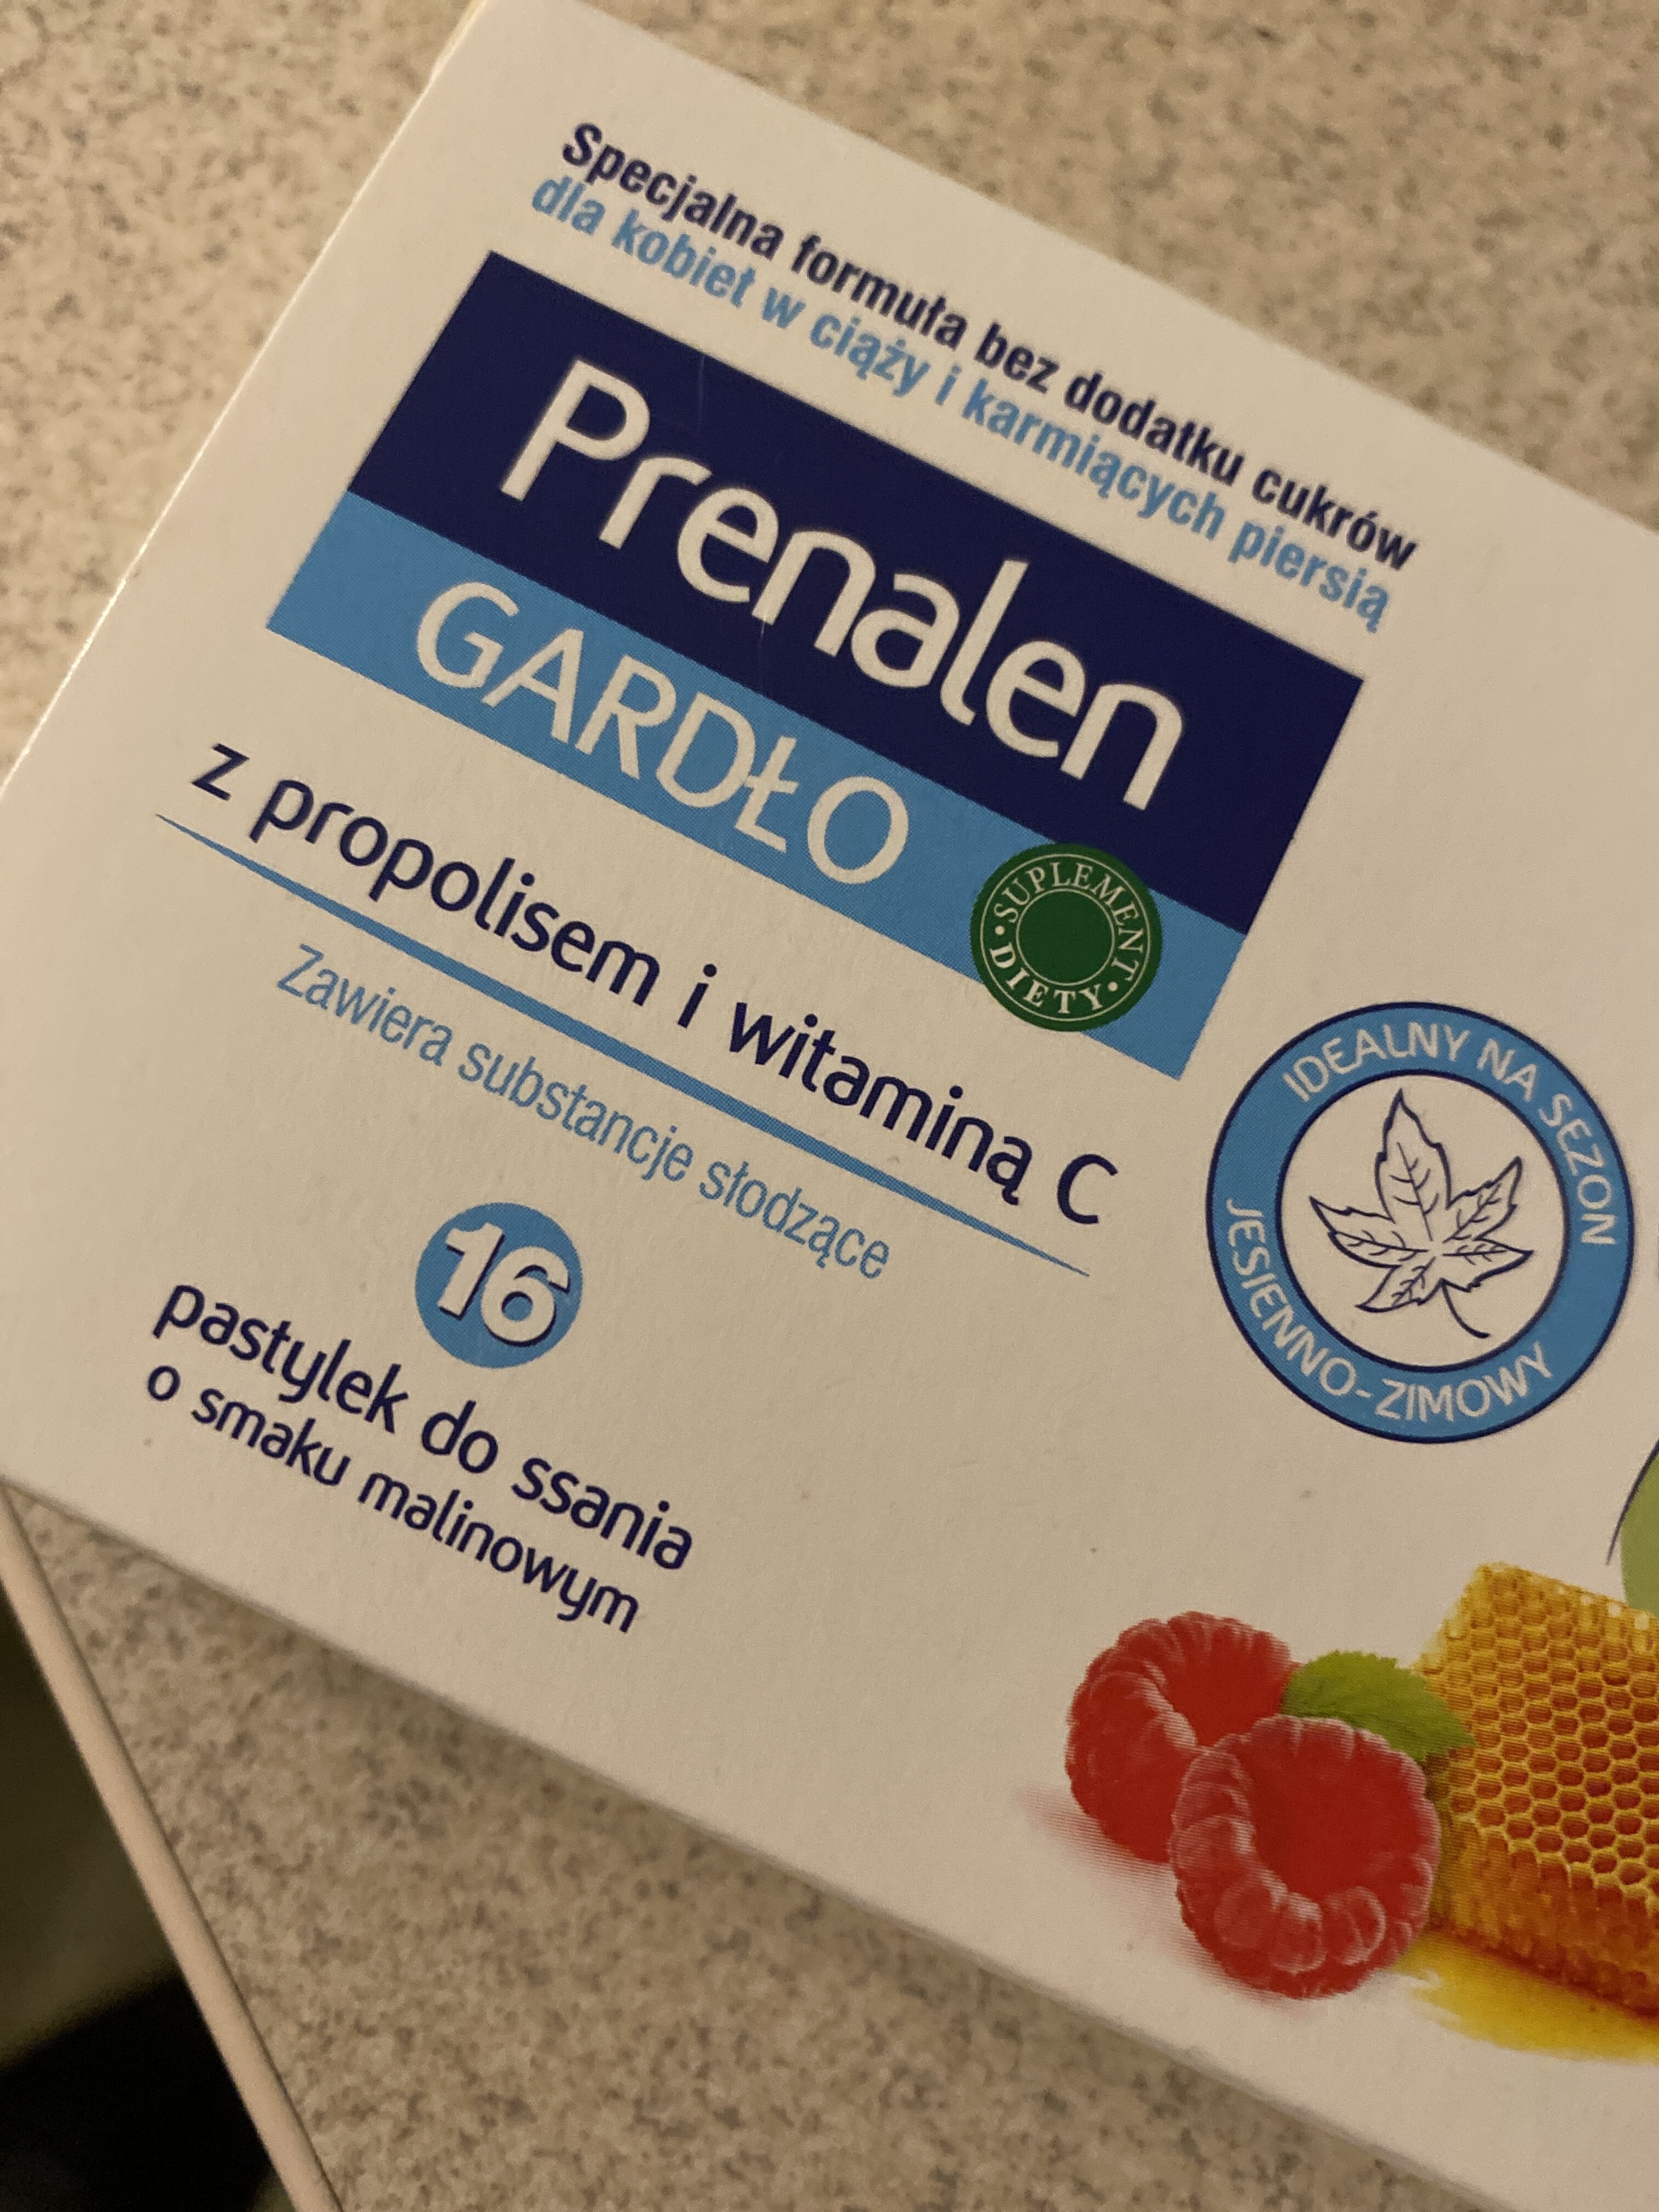 Specjalna formuła bez dodatku cukrów
dla kobiet w ciąży i karmiących piersią
Prenalen
GARDŁO
SUPLEMENT
DIETY
z propolisem i witaminą C
Zawiera substancje słodzące
IDEALNY NA SEZON
JESIENNO-ZIMOWY
16
pastylek do ssania
o smaku malinowym